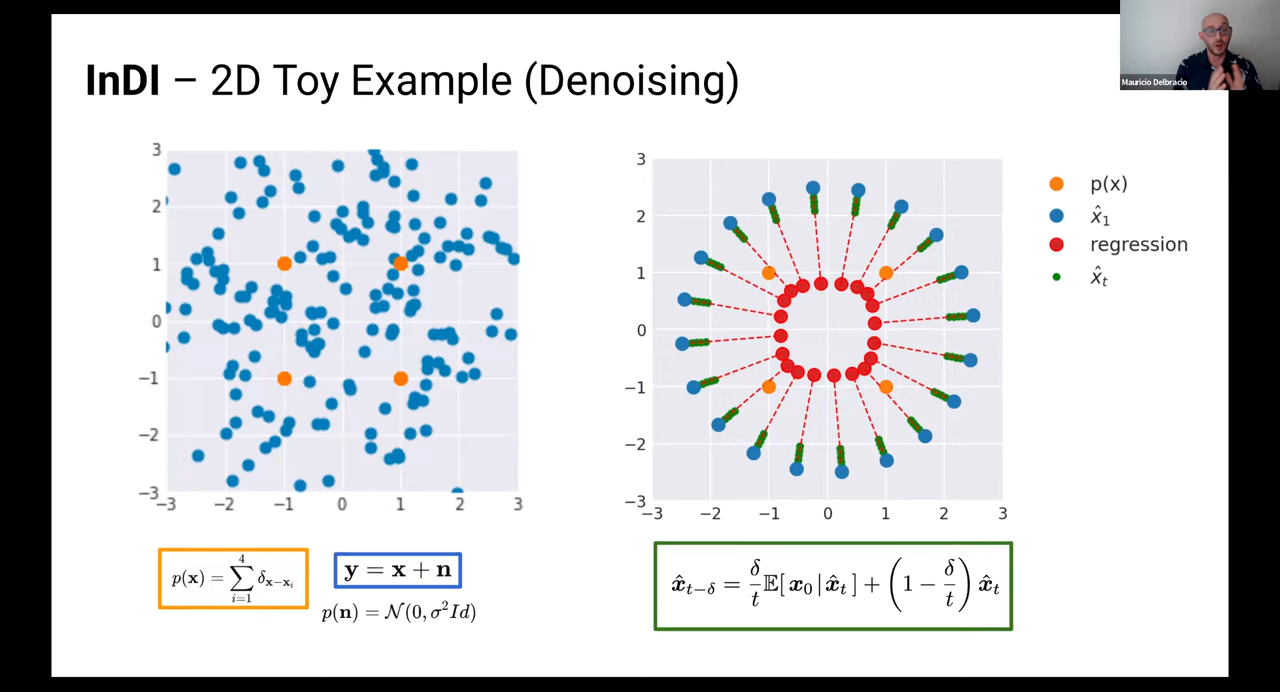 InDI – 2D Toy Example (Denoising)
Mauricio Delbracio
3
2
1
0
−1
−2
−3
−3 −2 −1 0 1 2 3
3
2
1
0
−1
−2
−3
−3 −2 −1 0 1 2 3
p(x)
x̂₁
regression
x̂ₜ
p(𝐱) = ∑_{i=1}^{4} δ_{𝐱−𝐱ᵢ}
𝐲 = 𝐱 + 𝐧
p(𝐧) = 𝒩(0, σ²Id)
x̂_{t−δ} = δ/t 𝔼[x₀|x̂ₜ] + (1 − δ/t) x̂ₜ